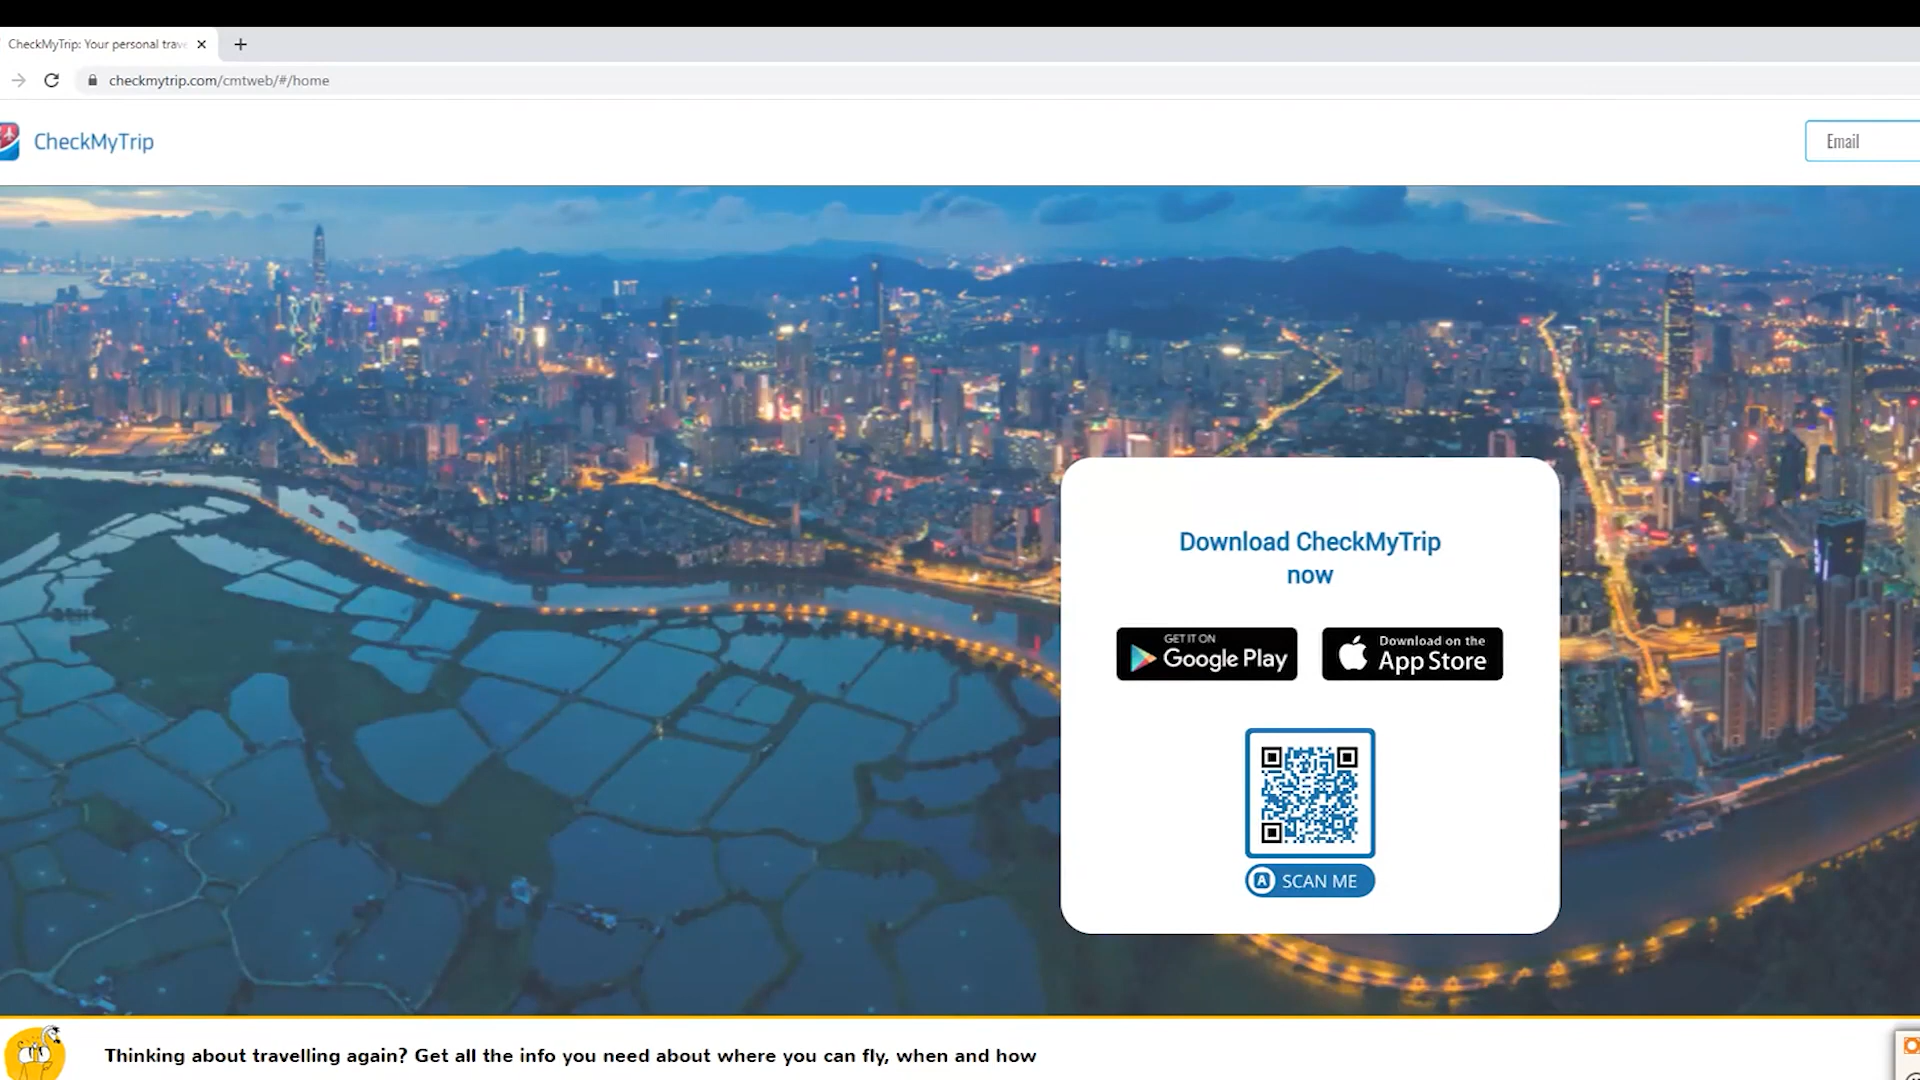 CheckMyTrip: Your personal trav
checkmytrip.com/cmtweb/#/home
CheckMyTrip
Email
Download CheckMyTrip
now
GET IT ON
Google Play
Download on the
App Store
A SCAN ME
Thinking about travelling again? Get all the info you need about where you can fly, when and how